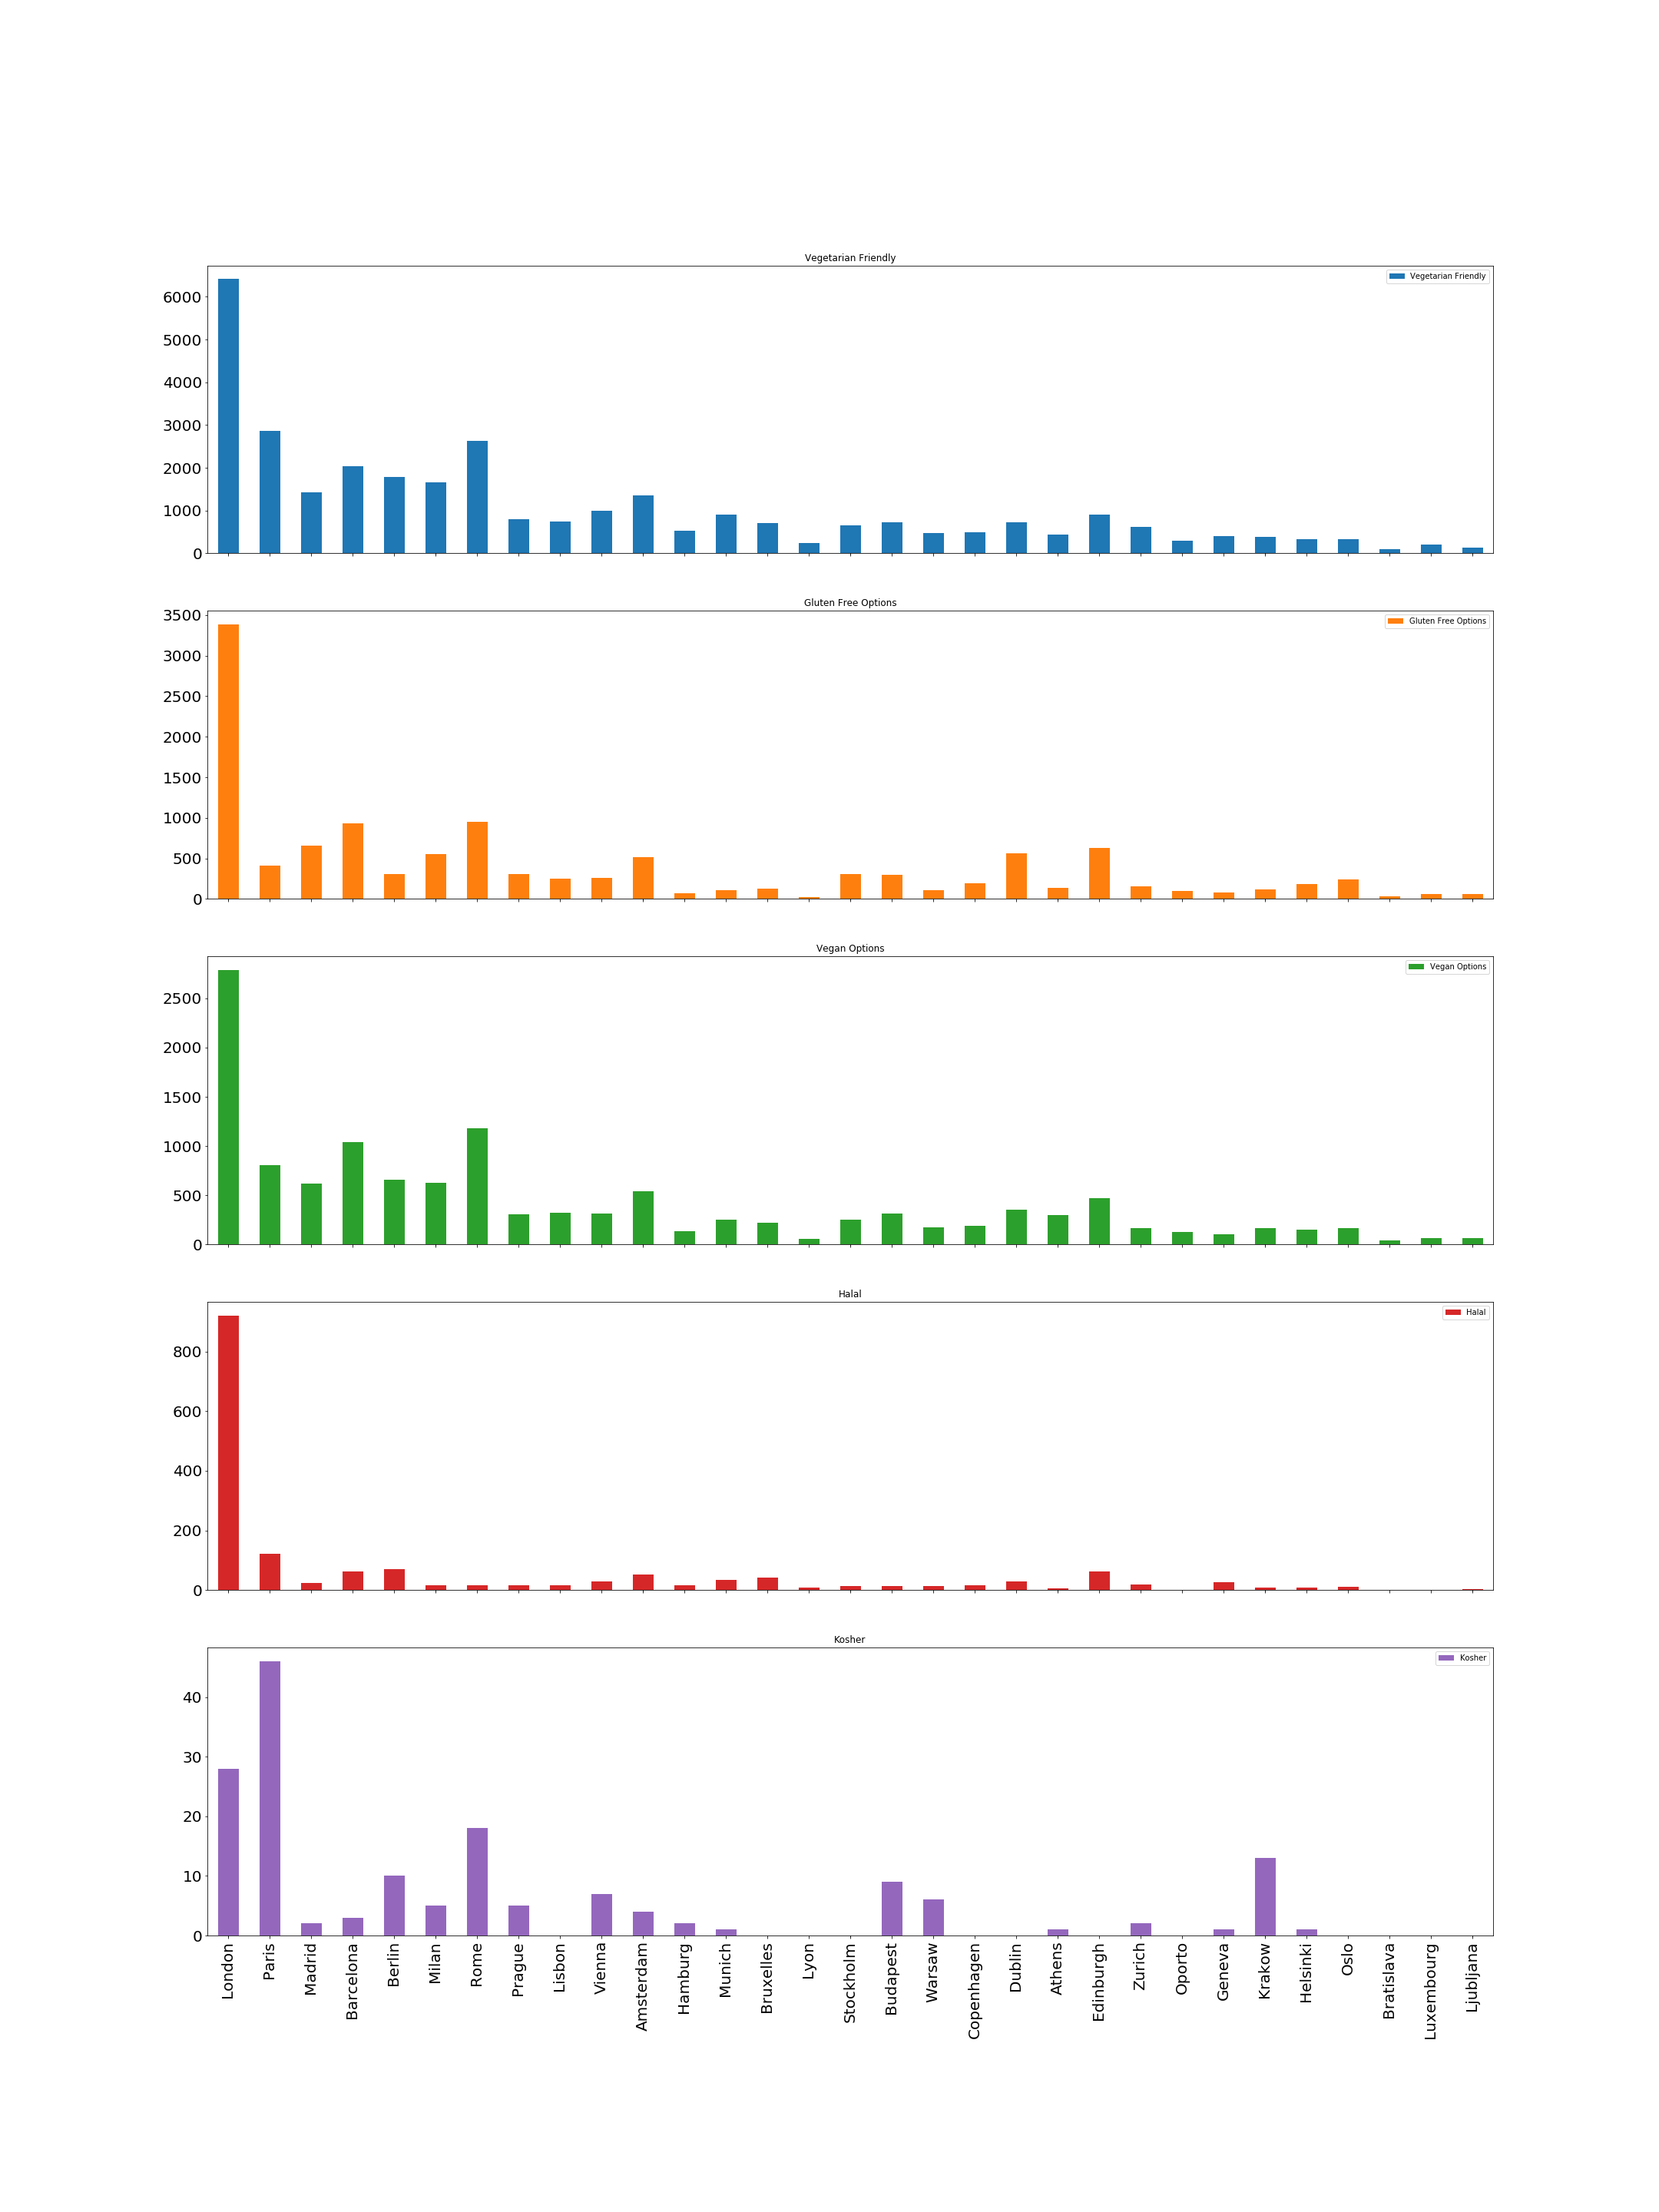 Vegetarian Friendly
Vegetarian Friendly
6000
5000
4000
3000
2000
1000
0
Gluten Free Options
Gluten Free Options
3500
3000
2500
2000
1500
1000
500
0
Vegan Options
Vegan Options
2500
2000
1500
1000
500
0
Halal
Halal
800
600
400
200
0
Kosher
Kosher
40
30
20
10
0
London
Paris
Madrid
Barcelona
Berlin
Milan
Rome
Prague
Lisbon
Vienna
Amsterdam
Hamburg
Munich
Bruxelles
Lyon
Stockholm
Budapest
Warsaw
Copenhagen
Dublin
Athens
Edinburgh
Zurich
Oporto
Geneva
Krakow
Helsinki
Oslo
Bratislava
Luxembourg
Ljubljana